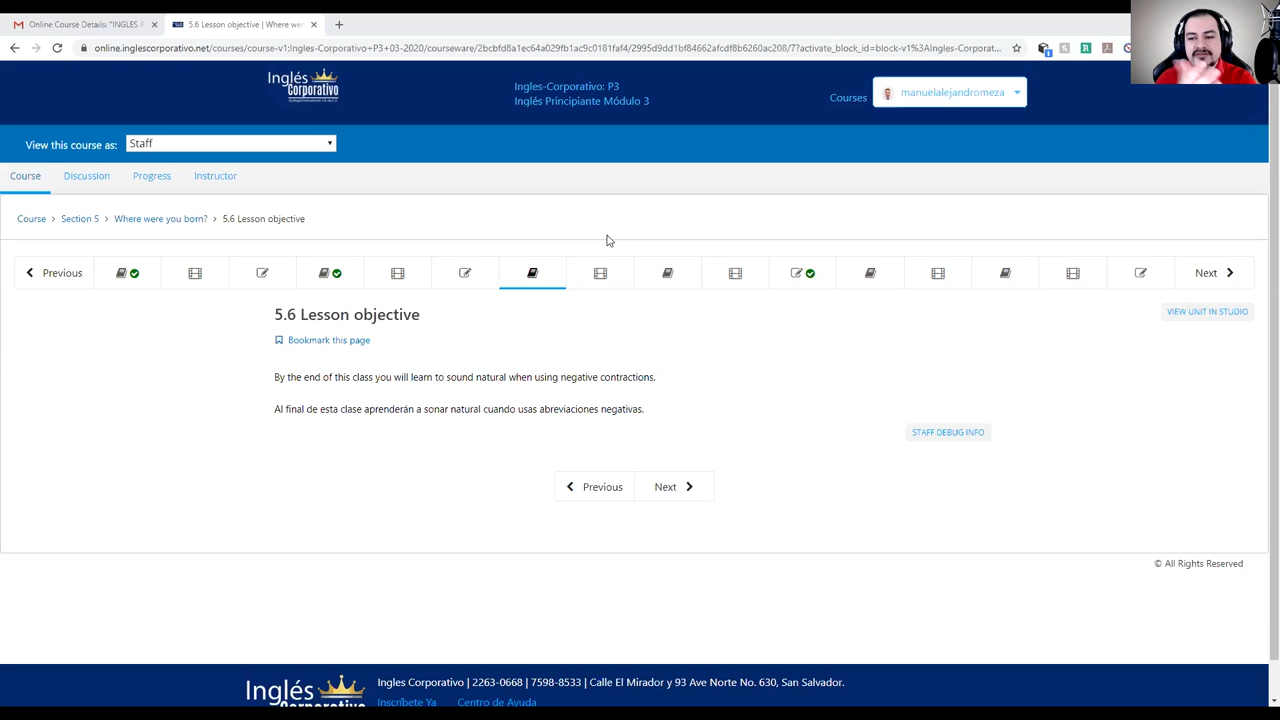 Online Course Details: "INGLES P
5.6 Lesson objective | Where wer
online.inglescorporativo.net/courses/course-v1:Ingles-Corporativo+P3+03-2020/courseware/2bcbfd8a1ec64a029fb1ac9c0181faf4/2995d9dd1bf84662afcdf8b6260ac208/7?activate_block_id=block-v1%3AIngles-Corporat...
Inglés
Corporativo
Ingles-Corporativo: P3
Inglés Principiante Módulo 3
Courses
manuelalejandromeza
View this course as:
Staff
Course Discussion Progress Instructor
Course > Section 5 > Where were you born? > 5.6 Lesson objective
Previous
Next
5.6 Lesson objective
VIEW UNIT IN STUDIO
Bookmark this page
By the end of this class you will learn to sound natural when using negative contractions.
Al final de esta clase aprenderán a sonar natural cuando usas abreviaciones negativas.
STAFF DEBUG INFO
Previous Next
© All Rights Reserved
Inglés
Corporativo
Ingles Corporativo | 2263-0668 | 7598-8533 | Calle El Mirador y 93 Ave Norte No. 630, San Salvador.
Inscríbete Ya Centro de Ayuda